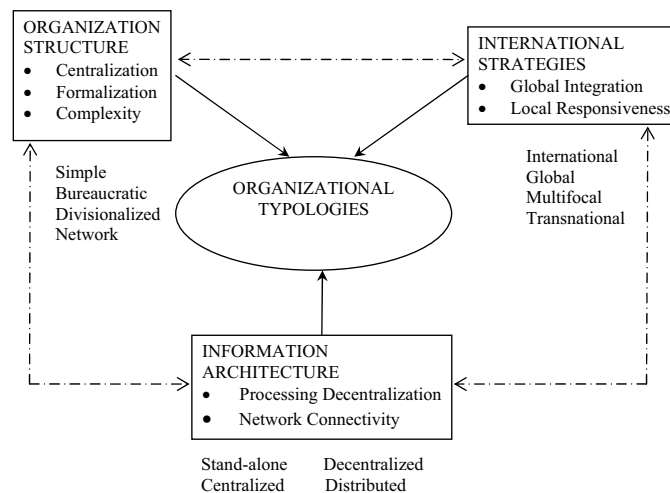 ORGANIZATION
STRUCTURE
• Centralization
• Formalization
• Complexity
INTERNATIONAL
STRATEGIES
• Global Integration
• Local Responsiveness
Simple
Bureaucratic
Divisionalized
Network
International
Global
Multifocal
Transnational
ORGANIZATIONAL
TYPOLOGIES
INFORMATION
ARCHITECTURE
• Processing Decentralization
• Network Connectivity
Stand-alone Decentralized
Centralized Distributed